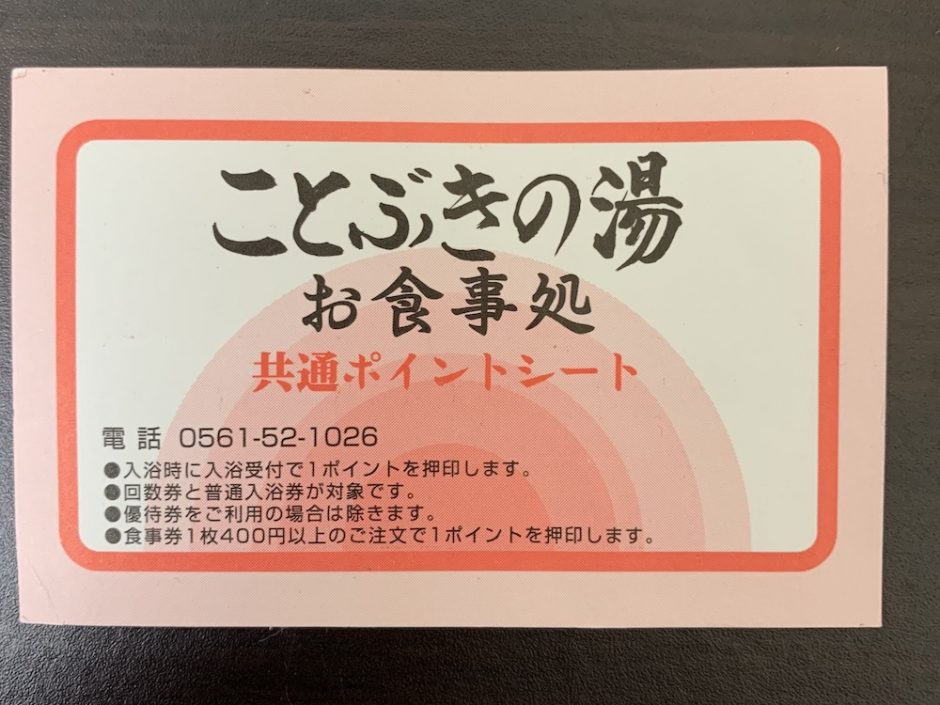 ことぶきの湯
お食事処
共通ポイントシート
電話 0561-52-1026
●入浴時に入浴受付で1ポイントを押印します。
●回数券と普通入浴券が対象です。
●優待券をご利用の場合は除きます。
●食事券1枚400円以上のご注文で1ポイントを押印します。